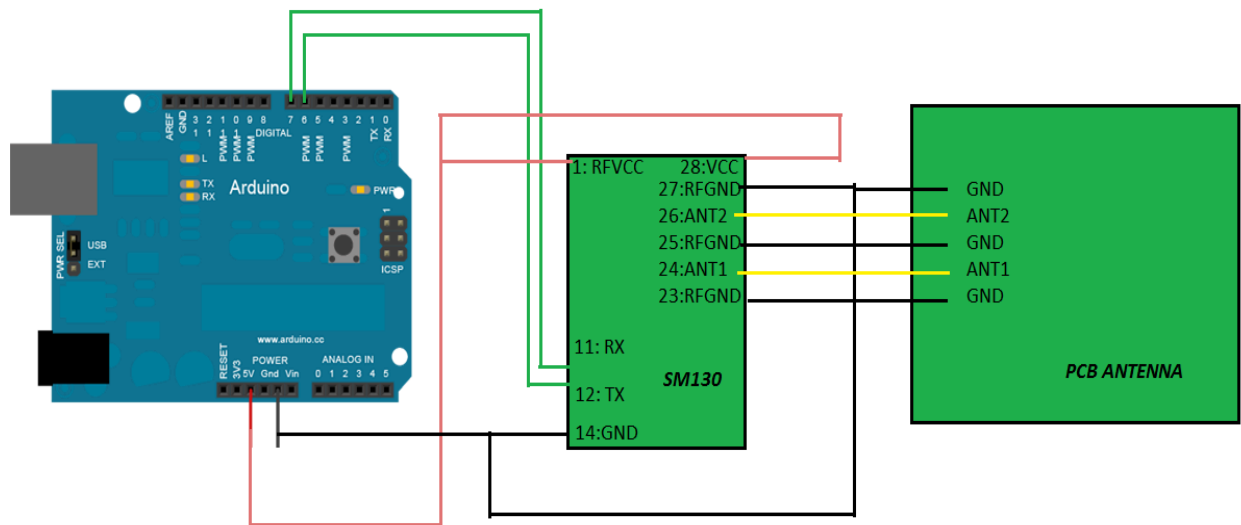 AREF
GND
13
12
PWM 11
PWM 10
PWM 9
8
DIGITAL
7
PWM 6
PWM 5
4
PWM 3
2
TX 1
RX 0
L
TX
RX
Arduino
PWR
1
ICSP
PWR SEL
USB
EXT
www.arduino.cc
POWER
ANALOG IN
RESET
3V3
5V Gnd Vin
0 1 2 3 4 5
1: RFVCC 28:VCC
27:RFGND
26:ANT2
25:RFGND
24:ANT1
23:RFGND
11: RX
12: TX
14:GND
SM130
GND
ANT2
GND
ANT1
GND
PCB ANTENNA